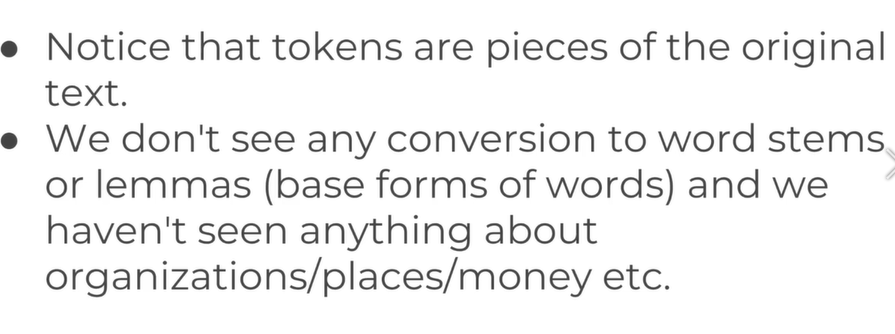 ● Notice that tokens are pieces of the original
text.
● We don't see any conversion to word stems
or lemmas (base forms of words) and we
haven't seen anything about
organizations/places/money etc.